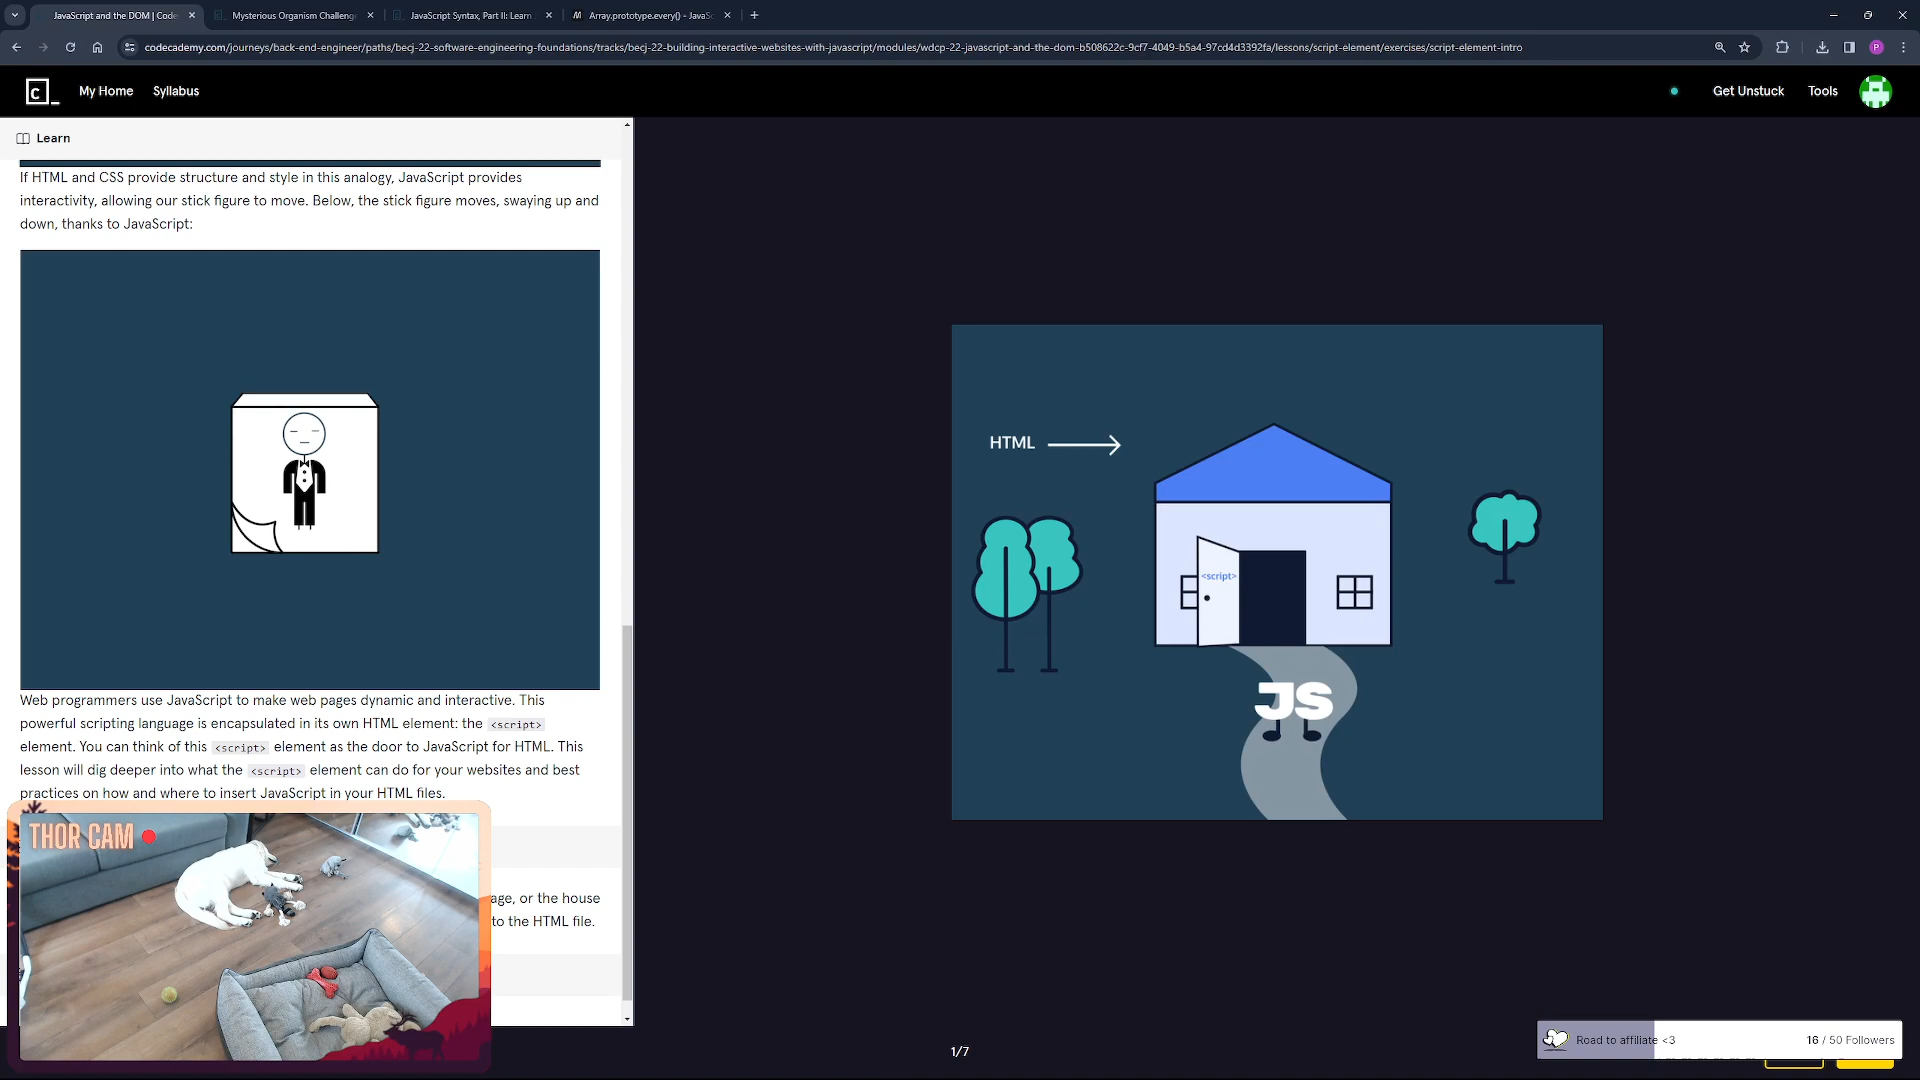 JavaScript and the DOM | Code
Mysterious Organism Challenge
JavaScript Syntax, Part II: Learn
Array.prototype.every() - JavaSc
codecademy.com/journeys/back-end-engineer/paths/becj-22-software-engineering-foundations/tracks/becj-22-building-interactive-websites-with-javascript/modules/wdcp-22-javascript-and-the-dom-b508622c-9cf7-4049-b5a4-97cd4d3392fa/lessons/script-element/exercises/script-element-intro
P
c_
My Home
Syllabus
Get Unstuck
Tools
Learn
If HTML and CSS provide structure and style in this analogy, JavaScript provides
interactivity, allowing our stick figure to move. Below, the stick figure moves, swaying up and
down, thanks to JavaScript:
Web programmers use JavaScript to make web pages dynamic and interactive. This
powerful scripting language is encapsulated in its own HTML element: the <script>
element. You can think of this <script> element as the door to JavaScript for HTML. This
lesson will dig deeper into what the <script> element can do for your websites and best
practices on how and where to insert JavaScript in your HTML files.
age, or the house
to the HTML file.
THOR CAM
HTML
<script>
JS
1/7
Road to affiliate <3
16 / 50 Followers